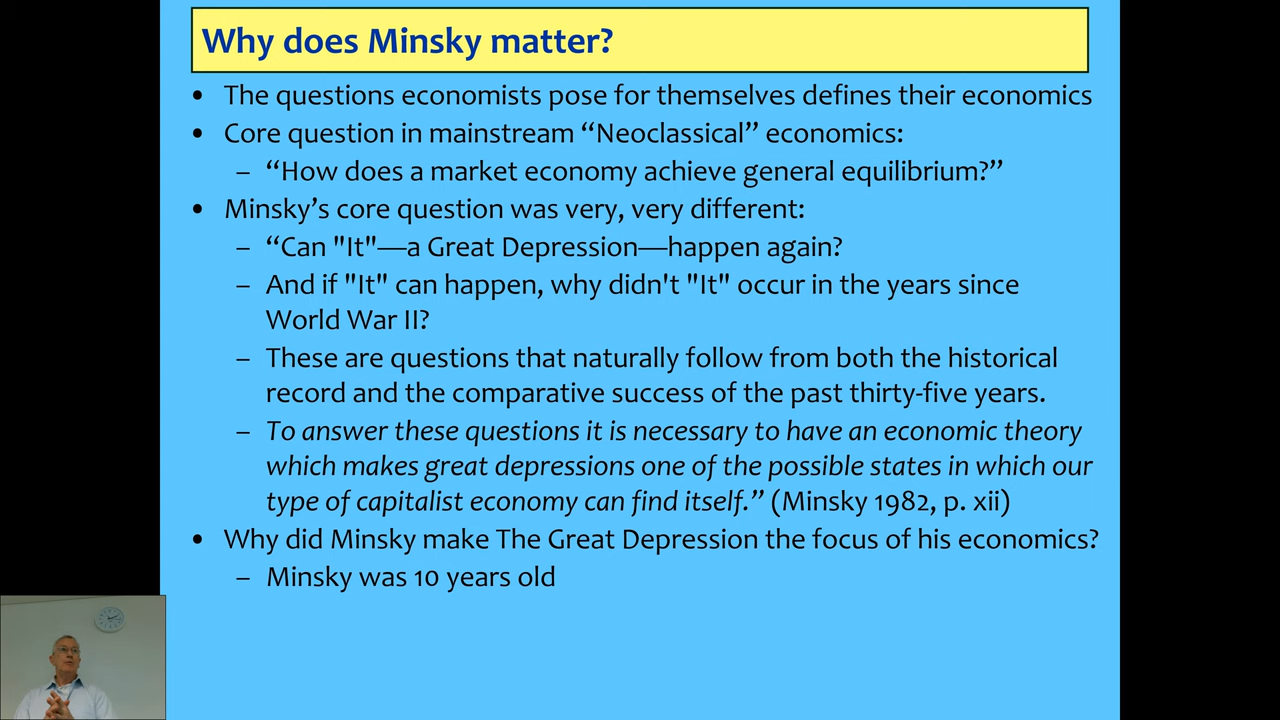 Why does Minsky matter?
• The questions economists pose for themselves defines their economics
• Core question in mainstream “Neoclassical” economics:
– “How does a market economy achieve general equilibrium?”
• Minsky’s core question was very, very different:
– “Can "It"—a Great Depression—happen again?
– And if "It" can happen, why didn't "It" occur in the years since
World War II?
– These are questions that naturally follow from both the historical
record and the comparative success of the past thirty-five years.
– To answer these questions it is necessary to have an economic theory
which makes great depressions one of the possible states in which our
type of capitalist economy can find itself.” (Minsky 1982, p. xii)
• Why did Minsky make The Great Depression the focus of his economics?
– Minsky was 10 years old